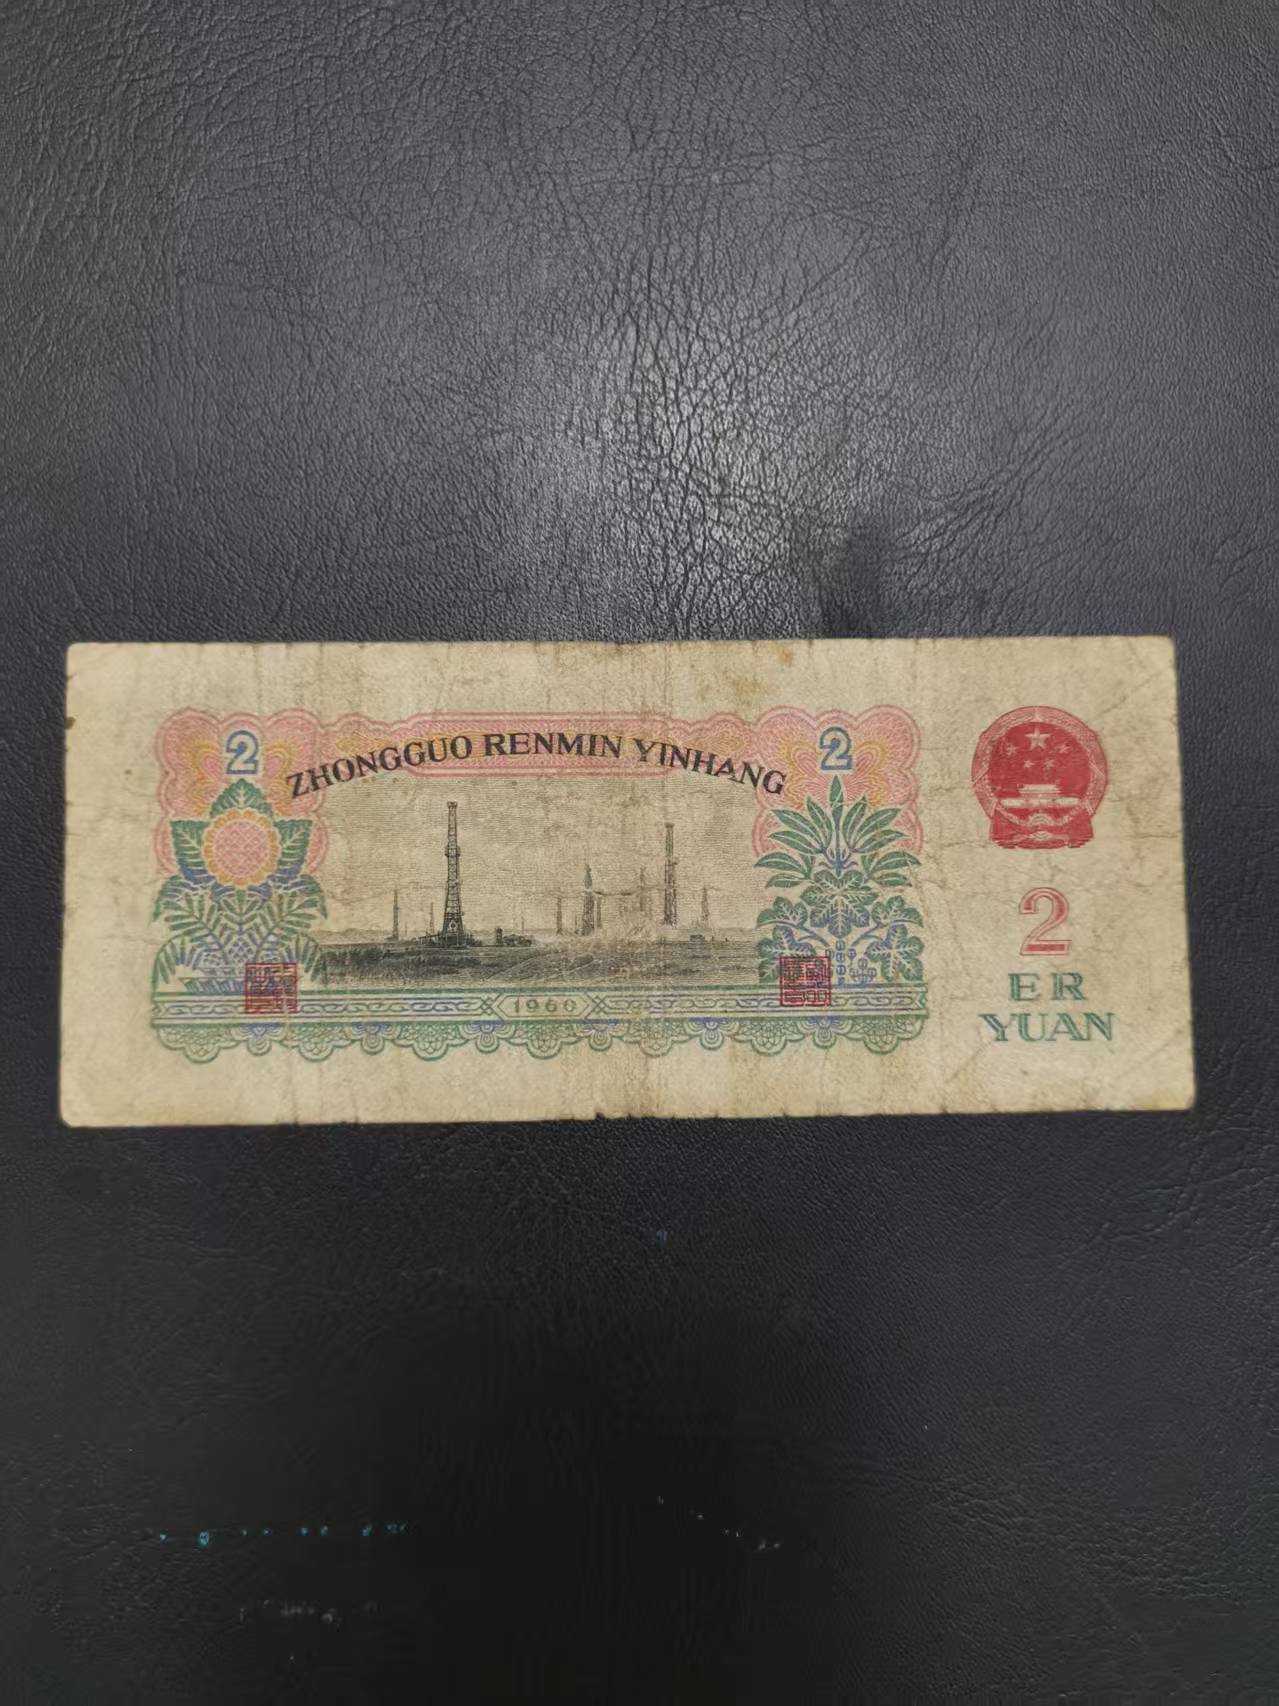 2
ZHONGGUO RENMIN YINHANG
2
1960
2
ER
YUAN